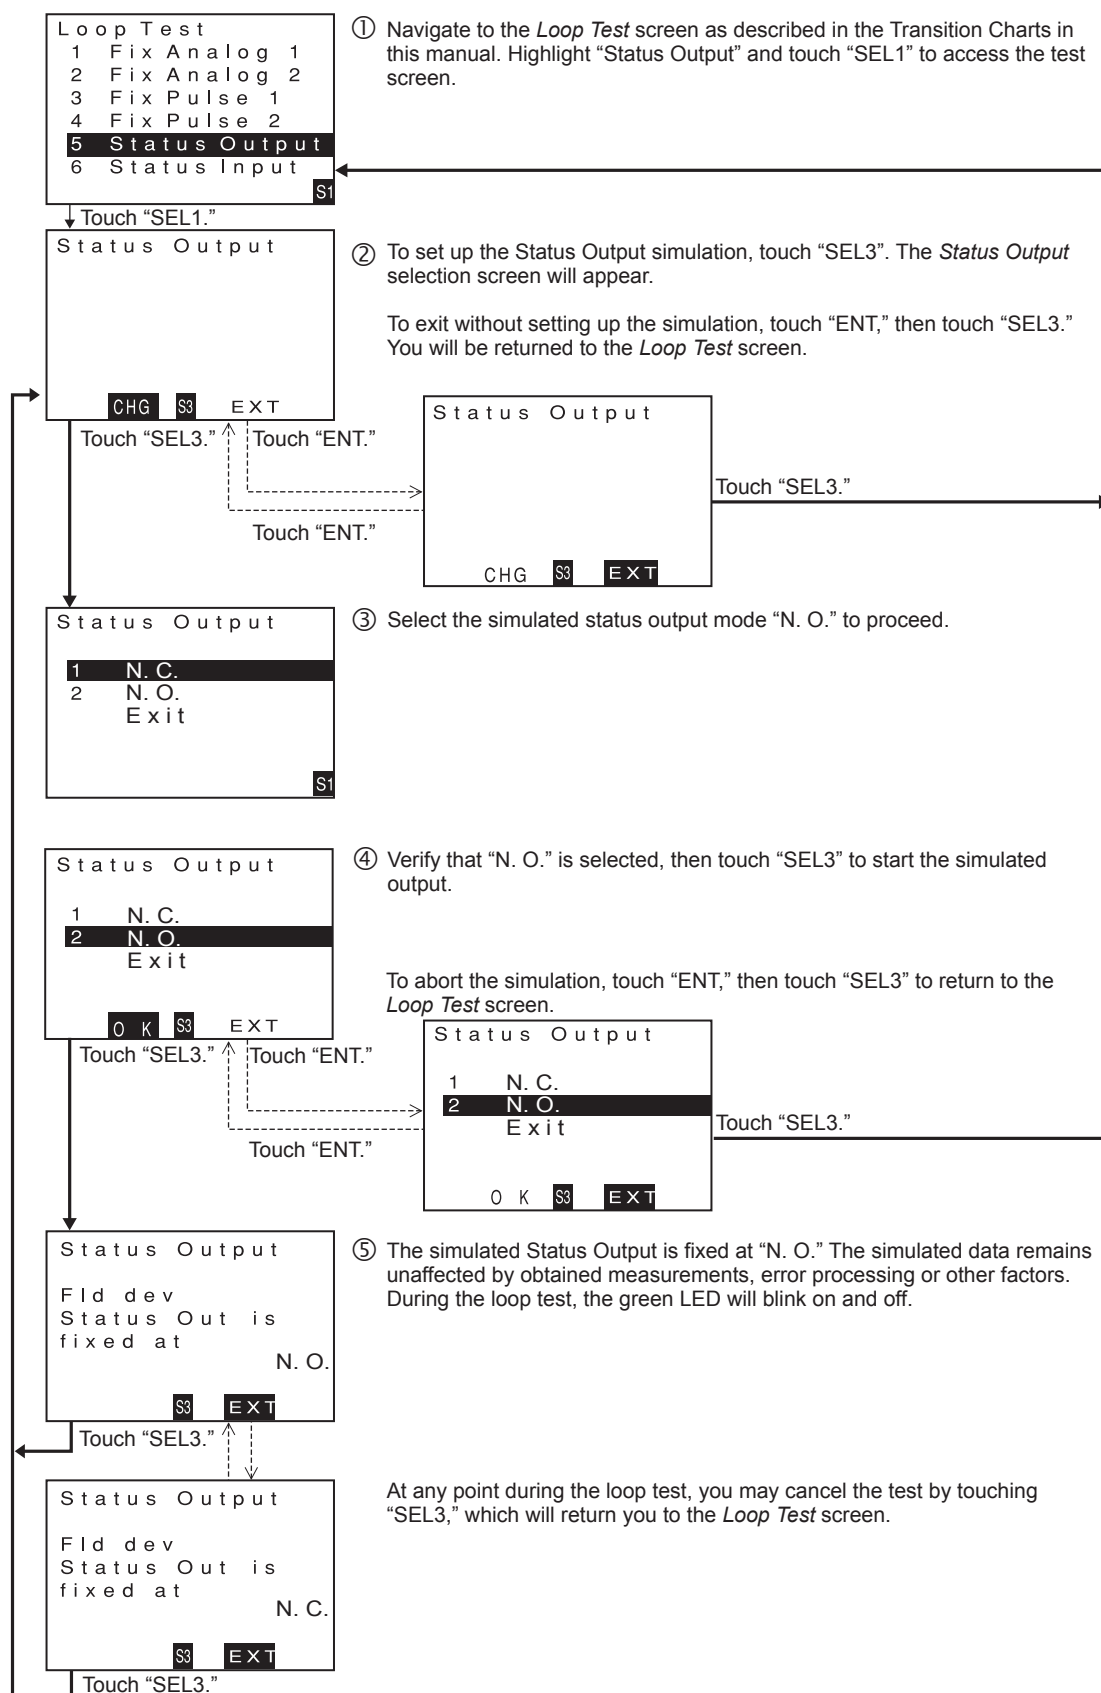 Loop Test
1 Fix Analog 1
2 Fix Analog 2
3 Fix Pulse 1
4 Fix Pulse 2
5 Status Output
6 Status Input
S1
① Navigate to the Loop Test screen as described in the Transition Charts in
this manual. Highlight “Status Output” and touch “SEL1” to access the test
screen.
Touch “SEL1.”
Status Output
CHG S3 EXT
② To set up the Status Output simulation, touch “SEL3”. The Status Output
selection screen will appear.
To exit without setting up the simulation, touch “ENT,” then touch “SEL3.”
You will be returned to the Loop Test screen.
Touch “SEL3.”
Touch “ENT.”
Touch “ENT.”
Status Output
CHG S3 EXT
Touch “SEL3.”
Status Output
1 N. C.
2 N. O.
Exit
S1
③ Select the simulated status output mode “N. O.” to proceed.
Status Output
1 N. C.
2 N. O.
Exit
O K S3 EXT
④ Verify that “N. O.” is selected, then touch “SEL3” to start the simulated
output.
To abort the simulation, touch “ENT,” then touch “SEL3” to return to the
Loop Test screen.
Touch “SEL3.”
Touch “ENT.”
Touch “ENT.”
Status Output
1 N. C.
2 N. O.
Exit
O K S3 EXT
Touch “SEL3.”
Status Output
Fld dev
Status Out is
fixed at
N. O.
S3 EXT
⑤ The simulated Status Output is fixed at “N. O.” The simulated data remains
unaffected by obtained measurements, error processing or other factors.
During the loop test, the green LED will blink on and off.
Touch “SEL3.”
Status Output
Fld dev
Status Out is
fixed at
N. C.
S3 EXT
At any point during the loop test, you may cancel the test by touching
“SEL3,” which will return you to the Loop Test screen.
Touch “SEL3.”